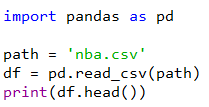 import pandas as pd
path = 'nba.csv'
df = pd.read_csv(path)
print(df.head())